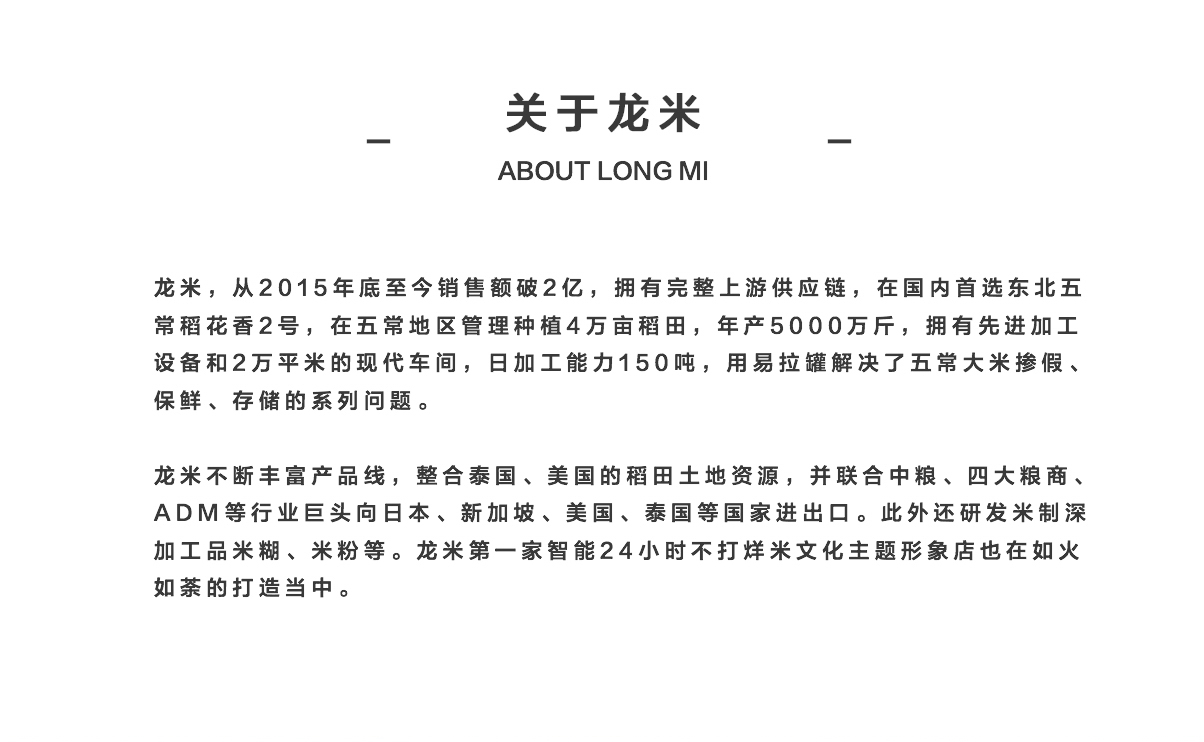 关于龙米
ABOUT LONG MI
龙米，从2015年底至今销售额破2亿，拥有完整上游供应链，在国内首选东北五
常稻花香2号，在五常地区管理种植4万亩稻田，年产5000万斤，拥有先进加工
设备和2万平米的现代车间，日加工能力150吨，用易拉罐解决了五常大米掺假、
保鲜、存储的系列问题。
龙米不断丰富产品线，整合泰国、美国的稻田土地资源，并联合中粮、四大粮商、
ADM等行业巨头向日本、新加坡、美国、泰国等国家进出口。此外还研发米制深
加工品米糊、米粉等。龙米第一家智能24小时不打烊米文化主题形象店也在如火
如荼的打造当中。